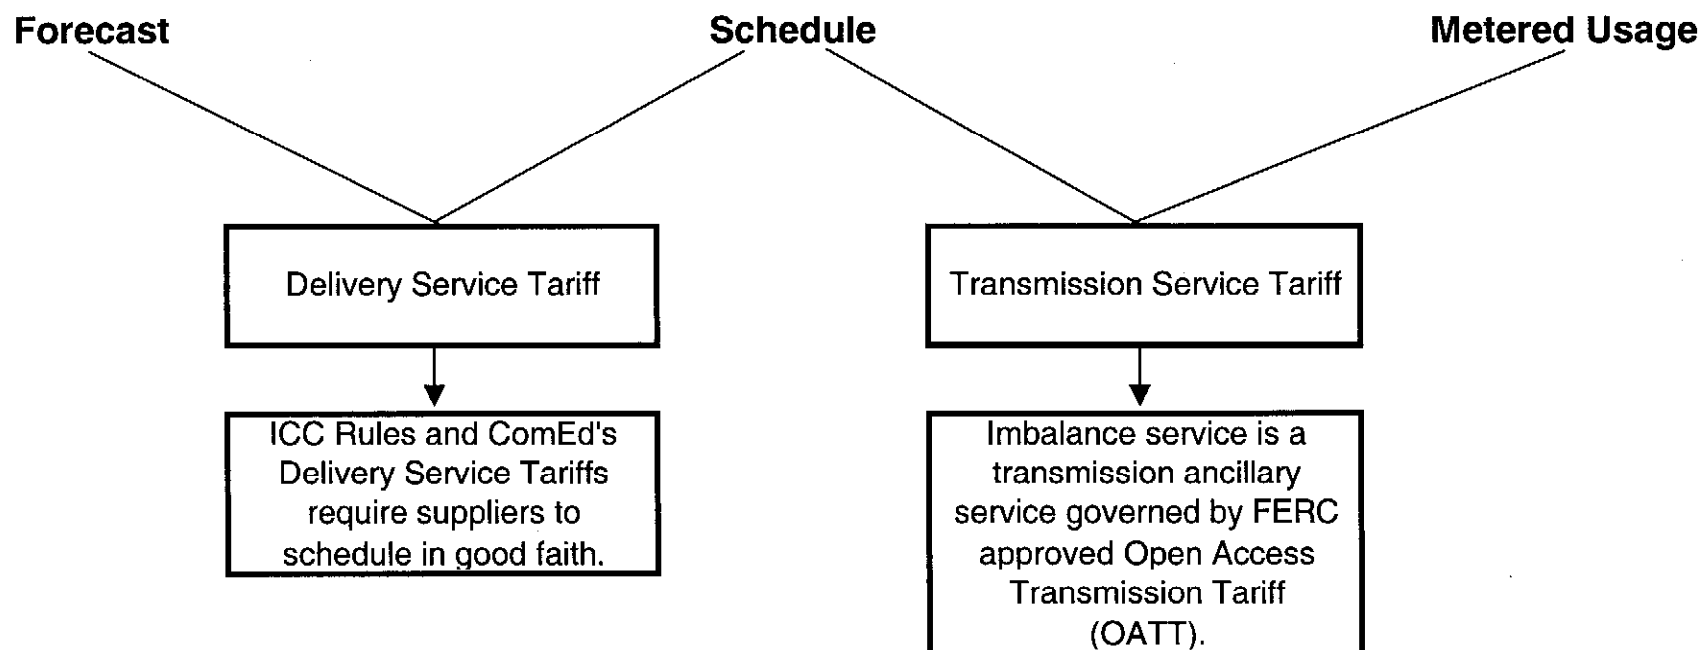 Forecast
Schedule
Metered Usage
Delivery Service Tariff
Transmission Service Tariff
ICC Rules and ComEd's
Delivery Service Tariffs
require suppliers to
schedule in good faith.
Imbalance service is a
transmission ancillary
service governed by FERC
approved Open Access
Transmission Tariff
(OATT).